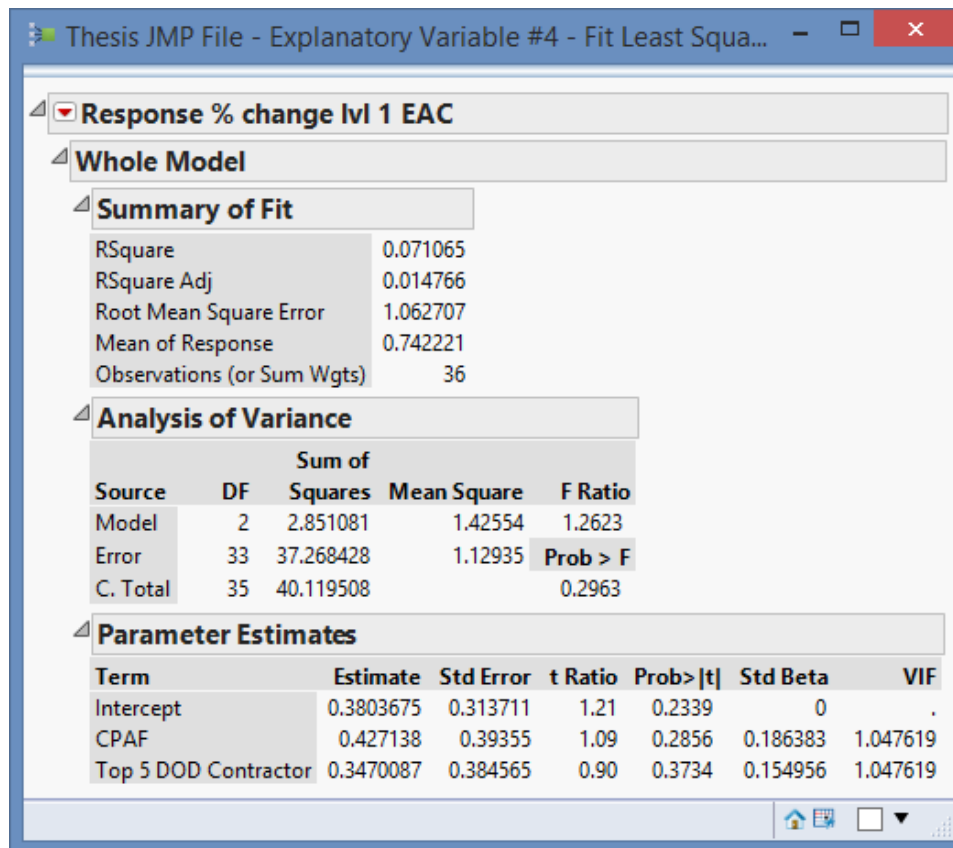 Thesis JMP File - Explanatory Variable #4 - Fit Least Squa...
Response % change lvl 1 EAC
Whole Model
Summary of Fit
RSquare 0.071065
RSquare Adj 0.014766
Root Mean Square Error 1.062707
Mean of Response 0.742221
Observations (or Sum Wgts) 36
Analysis of Variance
Sum of
Source DF Squares Mean Square F Ratio
Model 2 2.851081 1.42554 1.2623
Error 33 37.268428 1.12935 Prob > F
C. Total 35 40.119508 0.2963
Parameter Estimates
Term Estimate Std Error t Ratio Prob>|t| Std Beta VIF
Intercept 0.3803675 0.313711 1.21 0.2339 0 .
CPAF 0.427138 0.39355 1.09 0.2856 0.186383 1.047619
Top 5 DOD Contractor 0.3470087 0.384565 0.90 0.3734 0.154956 1.047619